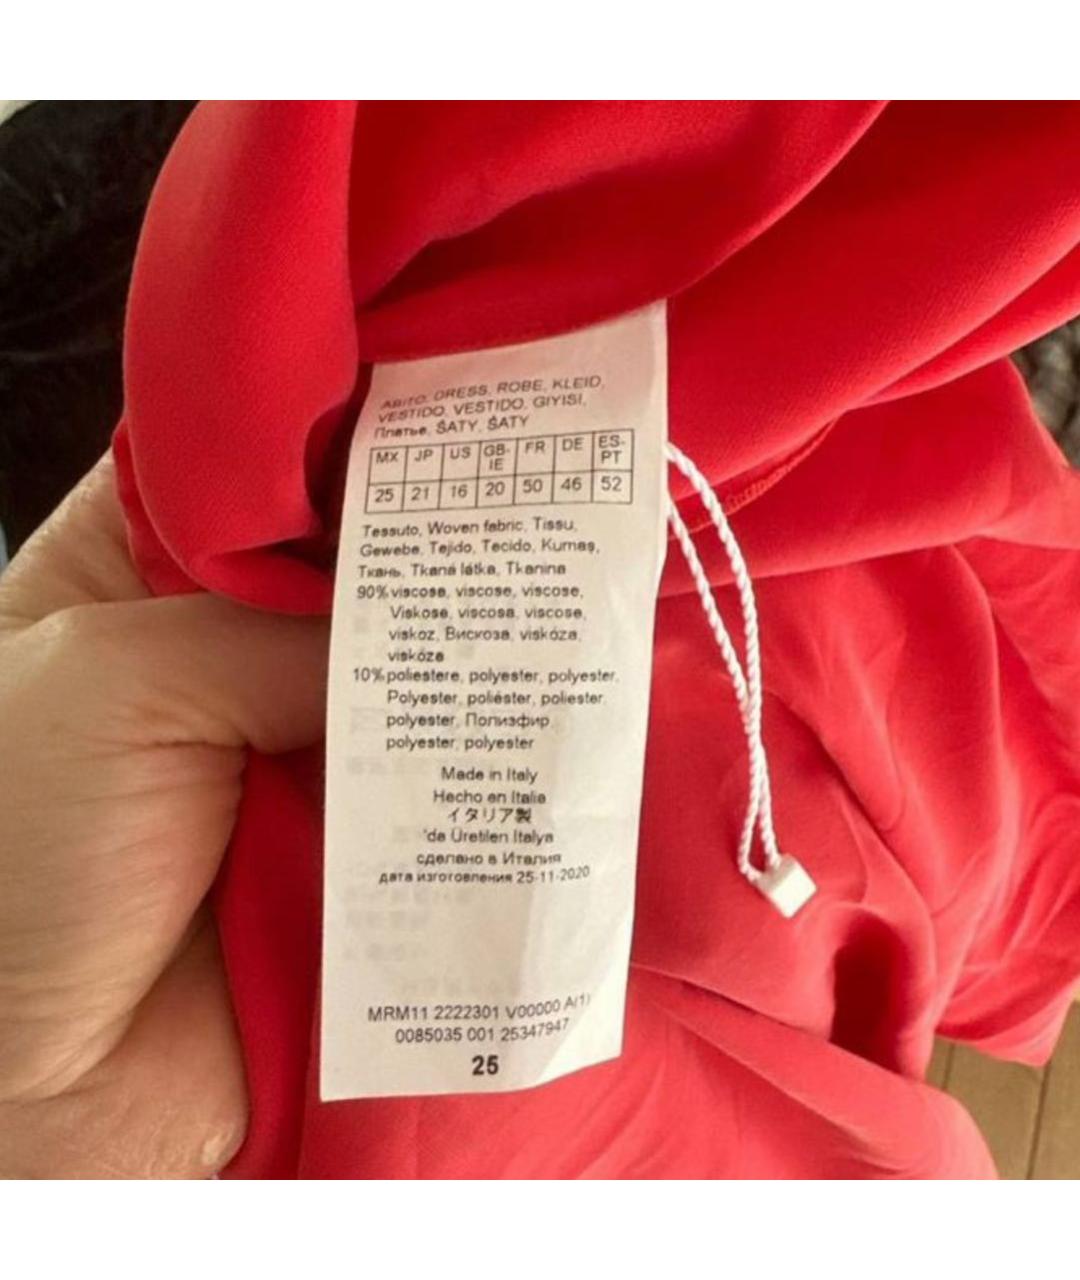 ABITO, DRESS, ROBE, KLEID,
VESTIDO, VESTIDO, GIYISI,
Платье, ŠATY, ŠATY
MX JP US GB-IE FR DE ES-PT
25 21 16 20 50 46 52
Tessuto, Woven fabric, Tissu,
Gewebe, Tejido, Tecido, Kumaş,
Ткань, Tkaná látka, Tkanina
90% viscosa, viscose, viscose,
Viskose, viscosa, viscose,
viskoz, Вискоза, viskóza,
viskóza
10% poliestere, polyester, polyester,
Polyester, poliéster, poliester,
polyester, Полиэфир,
polyester, polyester
Made in Italy
Hecho en Italia
イタリア製
'da Üretilen İtalya
сделано в Италия
дата изготовления 25-11-2020
MRM11 2222301 V00000 A(1)
0085035 001 25347947
25